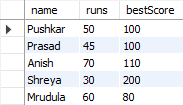 name runs bestScore
Pushkar 50 100
Prasad 45 100
Anish 70 110
Shreya 30 200
Mrudula 60 80